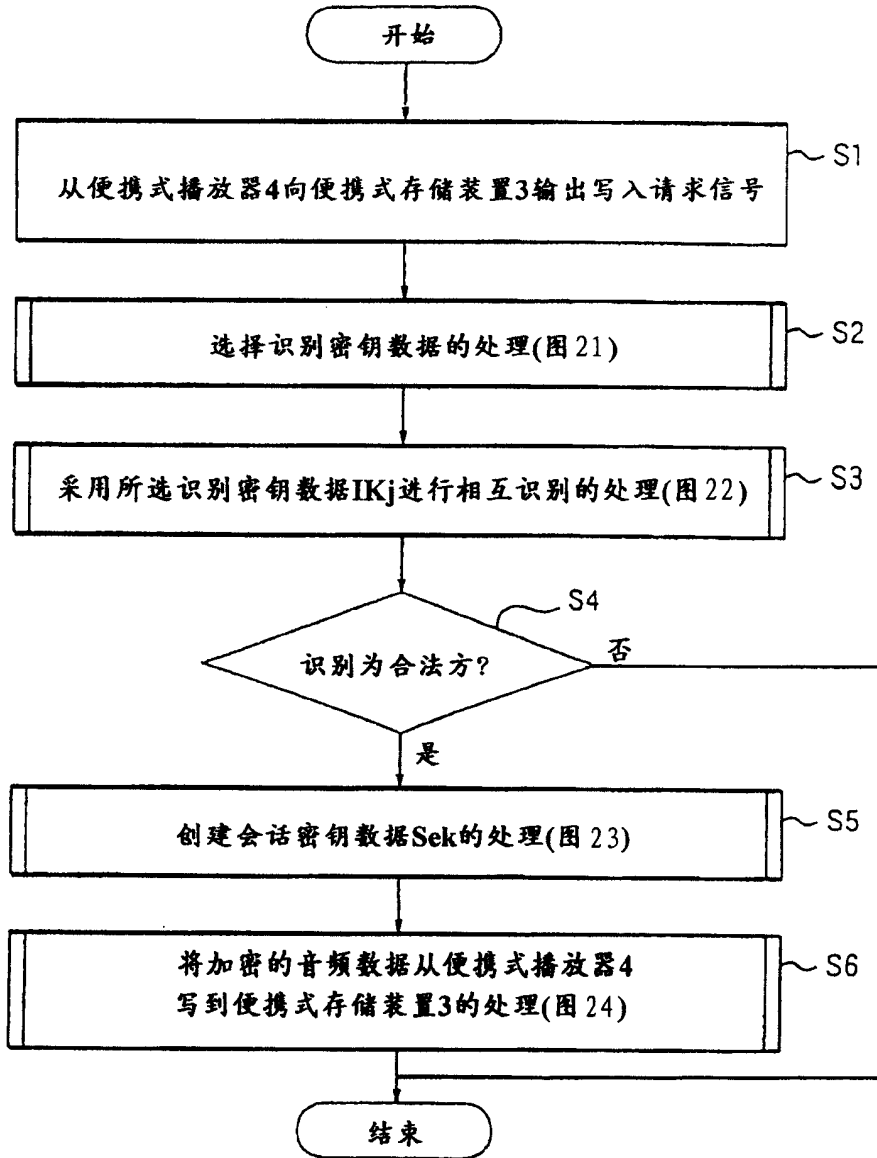 开始
从便携式播放器4向便携式存储装置3输出写入请求信号
S1
选择识别密钥数据的处理(图21)
S2
采用所选识别密钥数据IKj进行相互识别的处理(图22)
S3
S4
识别为合法方?
否
是
创建会话密钥数据Sek的处理(图23)
S5
将加密的音频数据从便携式播放器4
写到便携式存储装置3的处理(图24)
S6
结束